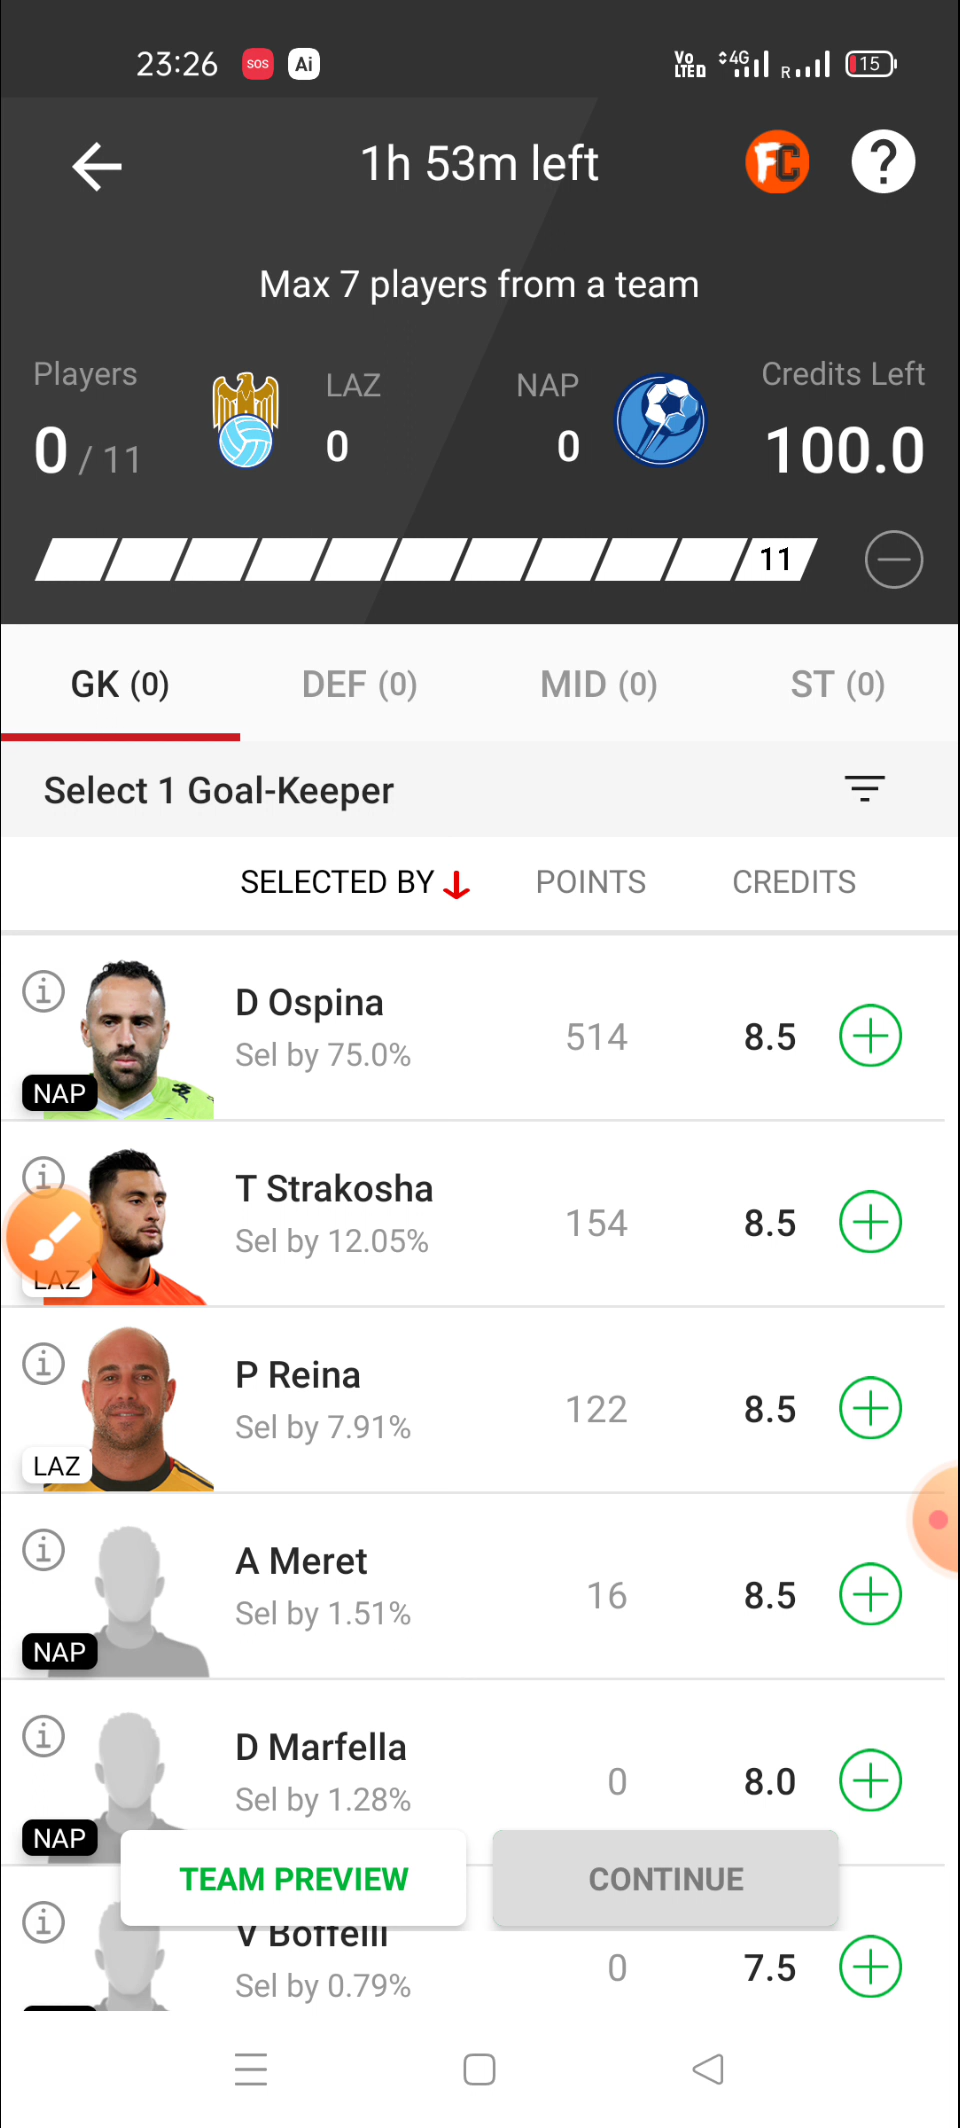 23:26 SOS Ai Vo LTED 4G R 15
1h 53m left FC ?
Max 7 players from a team
Players LAZ NAP Credits Left
0 / 11 0 0 100.0
11
GK (0) DEF (0) MID (0) ST (0)
Select 1 Goal-Keeper
SELECTED BY POINTS CREDITS
D Ospina
Sel by 75.0% 514 8.5
NAP
T Strakosha
Sel by 12.05% 154 8.5
LAZ
P Reina
Sel by 7.91% 122 8.5
LAZ
A Meret
Sel by 1.51% 16 8.5
NAP
D Marfella
Sel by 1.28% 0 8.0
NAP
TEAM PREVIEW CONTINUE
V Boffelli
Sel by 0.79% 0 7.5